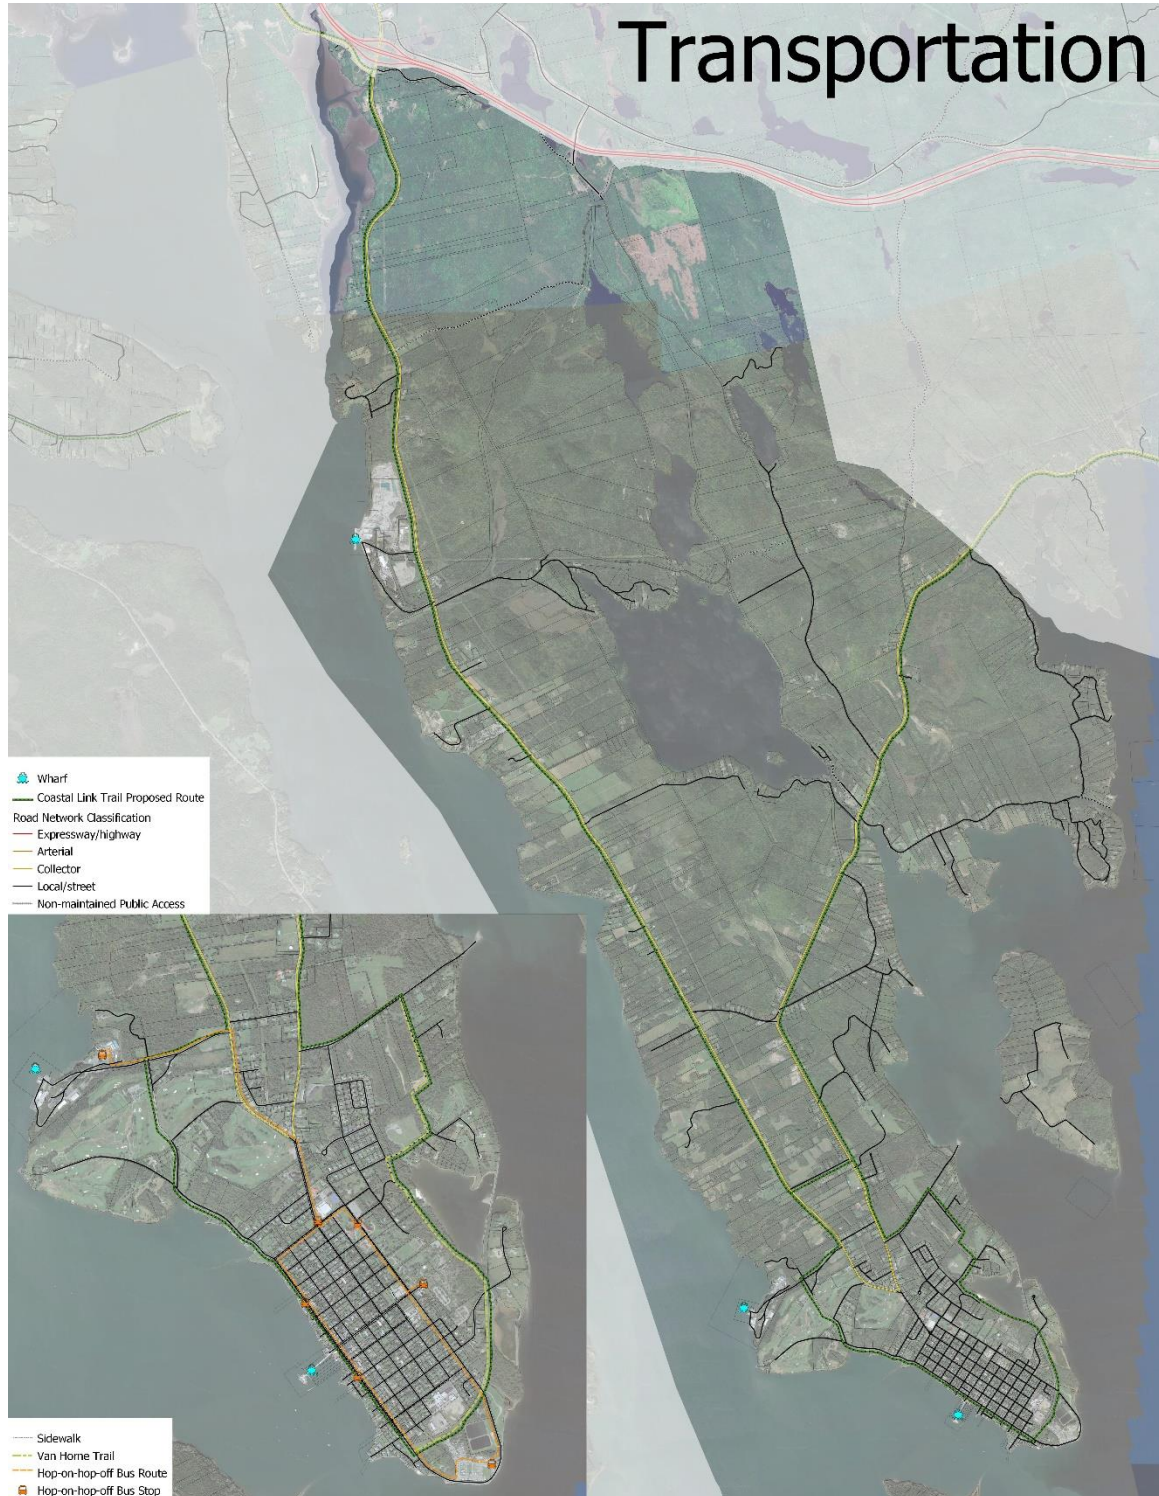 Transportation
Wharf
Coastal Link Trail Proposed Route
Road Network Classification
Expressway/highway
Arterial
Collector
Local/street
Non-maintained Public Access
Sidewalk
Van Horne Trail
Hop-on-hop-off Bus Route
Hop-on-hop-off Bus Stop